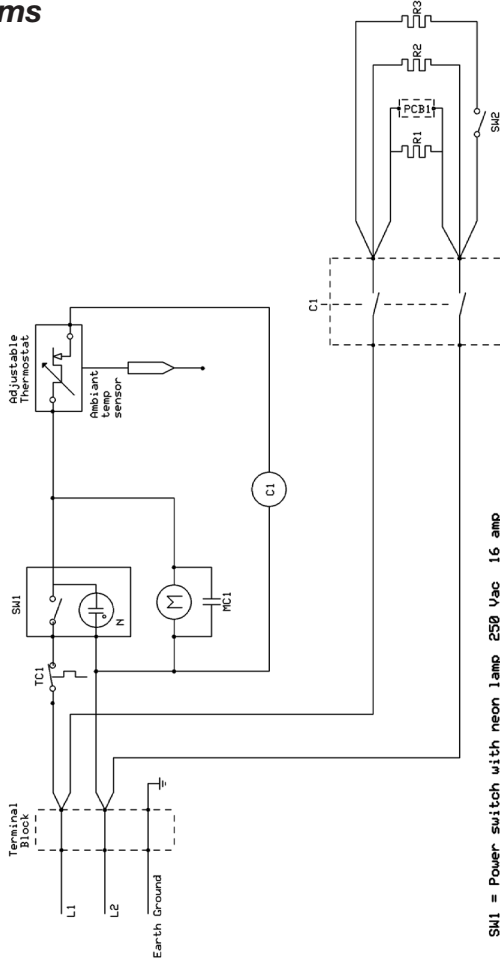 ms
Terminal
Block
L1
L2
Earth Ground
TC1
SW1
N
M
MC1
Adjustable
Thermostat
Ambiant
temp
sensor
C1
C1
R3
R2
PCB1
R1
SW2
SW1 = Power switch with neon lamp 250 Vac 16 amp